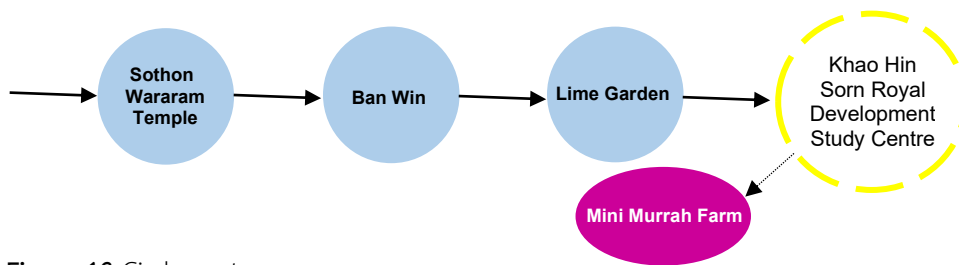 Sothon
Wararam
Temple
Ban Win
Lime Garden
Khao Hin
Sorn Royal
Development
Study Centre
Mini Murrah Farm